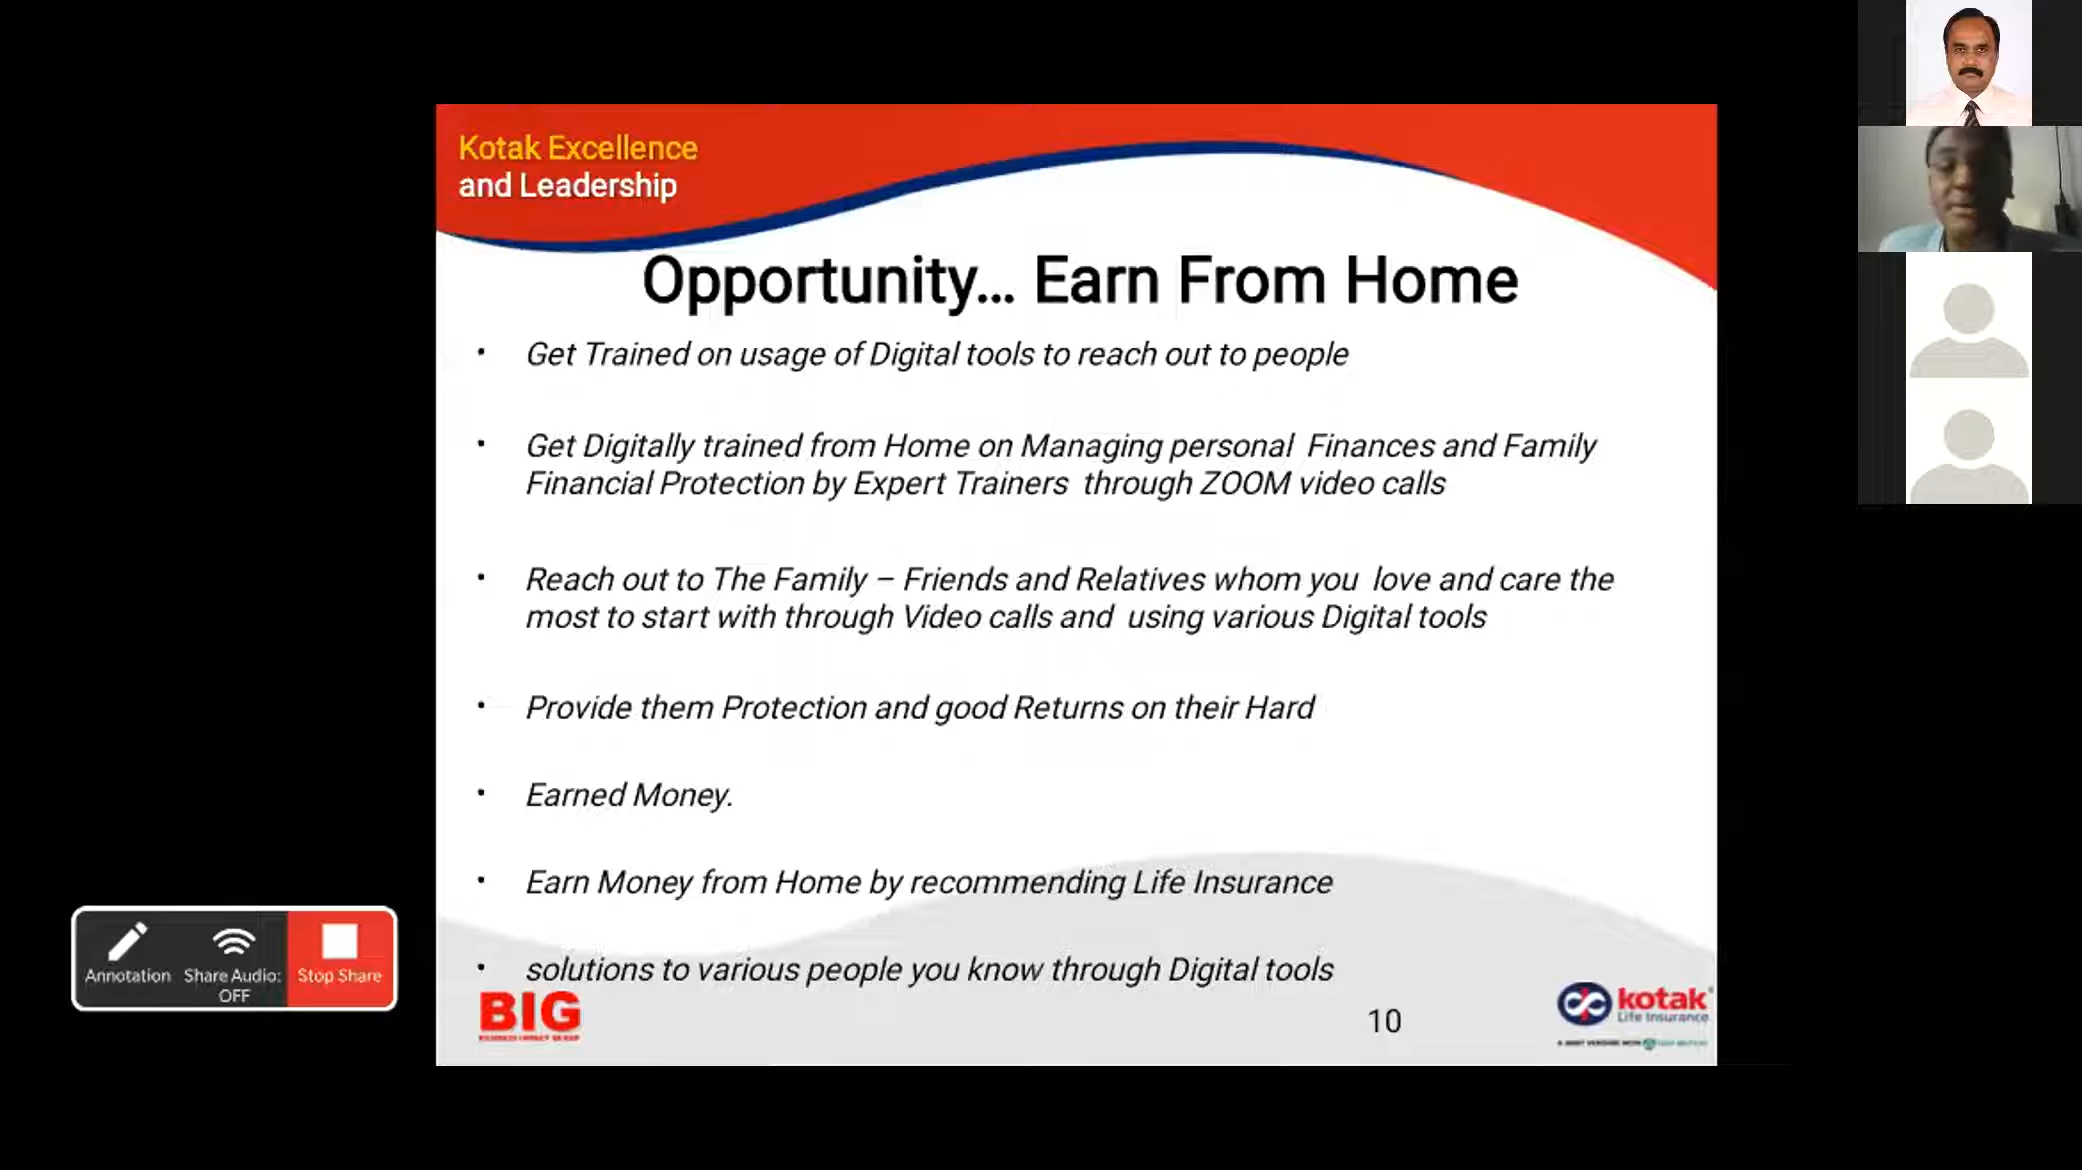 Kotak Excellence
and Leadership
Opportunity... Earn From Home
• Get Trained on usage of Digital tools to reach out to people
• Get Digitally trained from Home on Managing personal Finances and Family
Financial Protection by Expert Trainers through ZOOM video calls
• Reach out to The Family – Friends and Relatives whom you love and care the
most to start with through Video calls and using various Digital tools
• Provide them Protection and good Returns on their Hard
• Earned Money.
• Earn Money from Home by recommending Life Insurance
• solutions to various people you know through Digital tools
BIG
10
kotak
Life Insurance
Annotation
Share Audio:
OFF
Stop Share